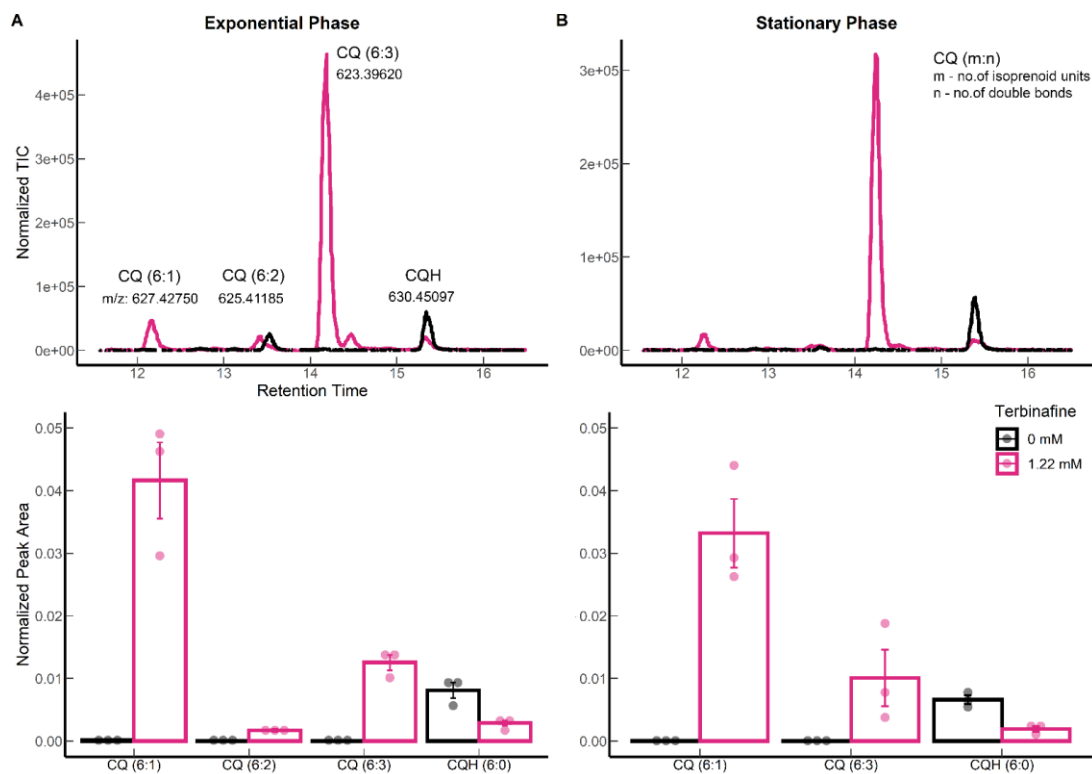 A
Exponential Phase
CQ (6:3)
623.39620
4e+05
3e+05
2e+05
1e+05
0e+00
Normalized TIC
CQ (6:1)
m/z: 627.42750
CQ (6:2)
625.41185
CQH
630.45097
12 13 14 15 16
Retention Time
B
Stationary Phase
CQ (m:n)
m - no.of isoprenoid units
n - no.of double bonds
3e+05
2e+05
1e+05
0e+00
12 13 14 15 16
0.05
0.04
0.03
0.02
0.01
0.00
Normalized Peak Area
CQ (6:1) CQ (6:2) CQ (6:3) CQH (6:0)
0.05
0.04
0.03
0.02
0.01
0.00
CQ (6:1) CQ (6:3) CQH (6:0)
Terbinafine
0 mM
1.22 mM